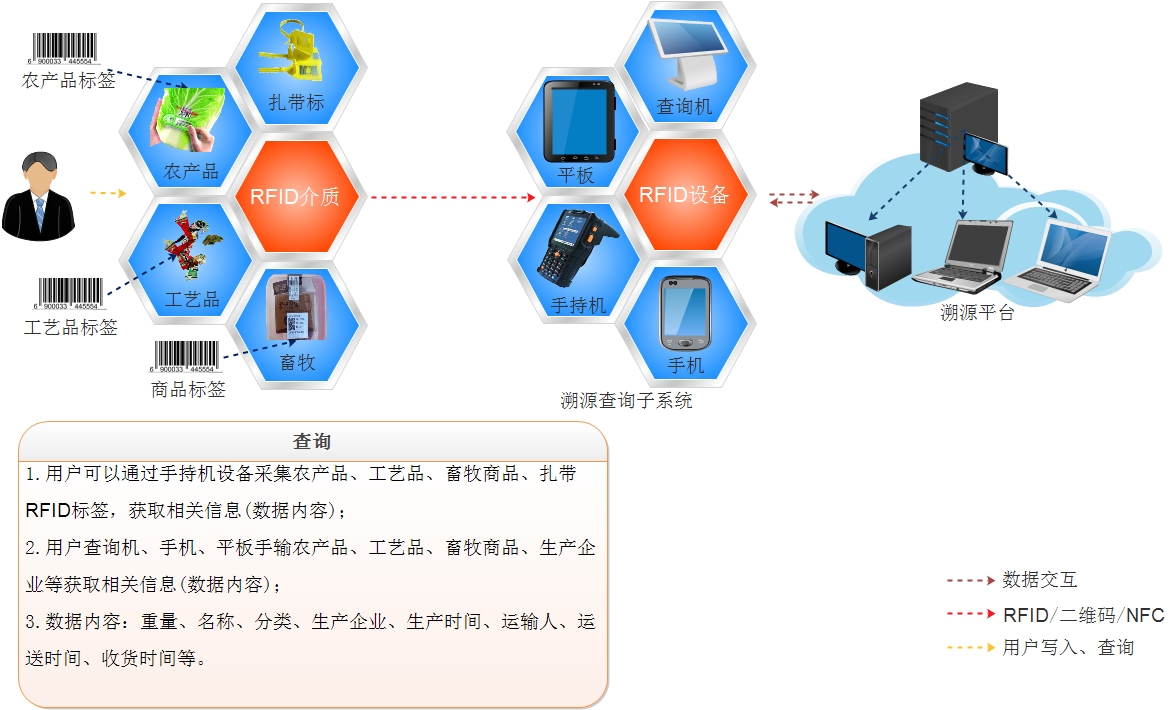 6 900033 445554
农产品标签
扎带标
农产品
RFID介质
工艺品
畜牧
6 900033 445554
工艺品标签
6 900033 445554
商品标签
查询机
平板
RFID设备
手持机
手机
溯源查询子系统
溯源平台
查询
1.用户可以通过手持机设备采集农产品、工艺品、畜牧商品、扎带
RFID标签，获取相关信息(数据内容)；
2.用户查询机、手机、平板手输农产品、工艺品、畜牧商品、生产企
业等获取相关信息(数据内容)；
3.数据内容：重量、名称、分类、生产企业、生产时间、运输人、运
送时间、收货时间等。
数据交互
RFID/二维码/NFC
用户写入、查询